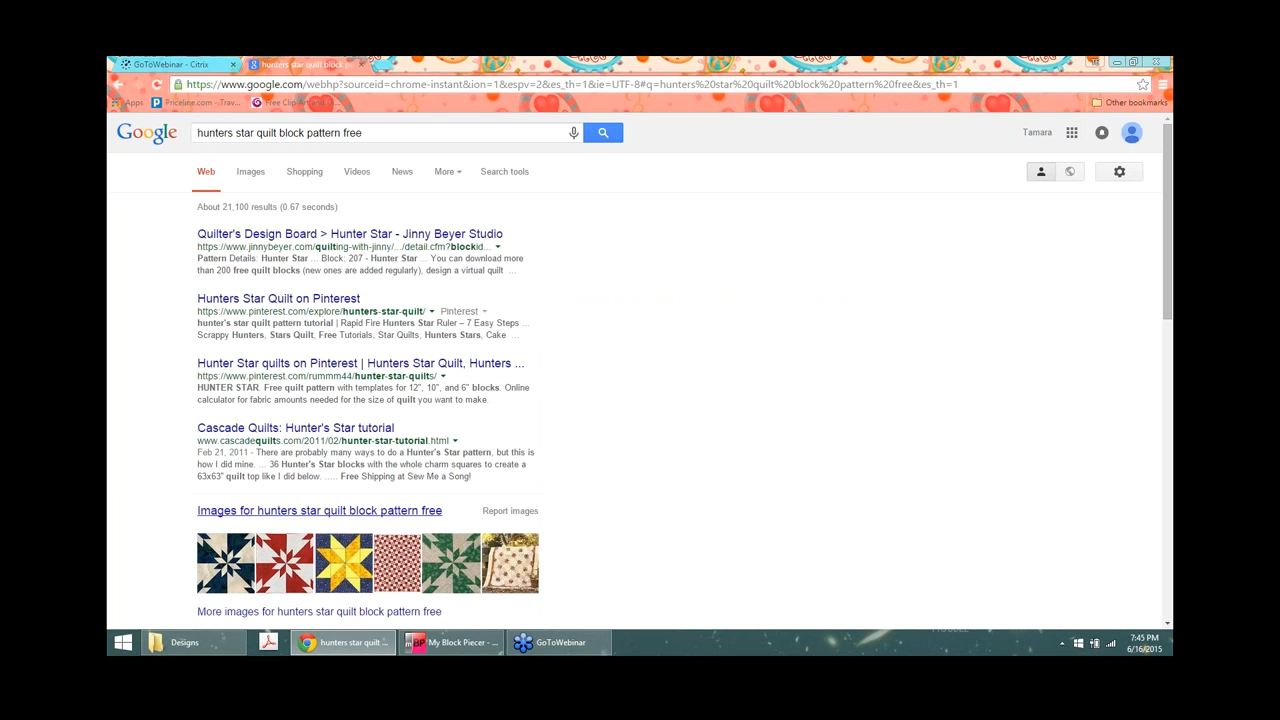 GoToWebinar - Citrix
hunters star quilt block p
https://www.google.com/webhp?sourceid=chrome-instant&ion=1&espv=2&es_th=1&ie=UTF-8#q=hunters%20star%20quilt%20block%20pattern%20free&es_th=1
Apps Priceline.com - Trav... Free Clip Art Other bookmarks
Google hunters star quilt block pattern free Tamara
Web Images Shopping Videos News More Search tools
About 21,100 results (0.67 seconds)
Quilter's Design Board > Hunter Star - Jinny Beyer Studio
https://www.jinnybeyer.com/quilting-with-jinny/.../detail.cfm?blockid...
Pattern Details: Hunter Star ... Block: 207 - Hunter Star ... You can download more
than 200 free quilt blocks (new ones are added regularly), design a virtual quilt ...
Hunters Star Quilt on Pinterest
https://www.pinterest.com/explore/hunters-star-quilt/ Pinterest
hunter's star quilt pattern tutorial | Rapid Fire Hunters Star Ruler – 7 Easy Steps ...
Scrappy Hunters, Stars Quilt, Free Tutorials, Star Quilts, Hunters Stars, Cake ...
Hunter Star quilts on Pinterest | Hunters Star Quilt, Hunters ...
https://www.pinterest.com/rummm44/hunter-star-quilts/
HUNTER STAR. Free quilt pattern with templates for 12", 10", and 6" blocks. Online
calculator for fabric amounts needed for the size of quilt you want to make.
Cascade Quilts: Hunter's Star tutorial
www.cascadequilts.com/2011/02/hunter-star-tutorial.html
Feb 21, 2011 - There are probably many ways to do a Hunter's Star pattern, but this is
how I did mine. ... 36 Hunter's Star blocks with the whole charm squares to create a
63x63" quilt top like I did below. ..... Free Shipping at Sew Me a Song!
Images for hunters star quilt block pattern free Report images
More images for hunters star quilt block pattern free
Designs hunters star quilt ... My Block Piecer - ... GoToWebinar
7:45 PM
6/16/2015